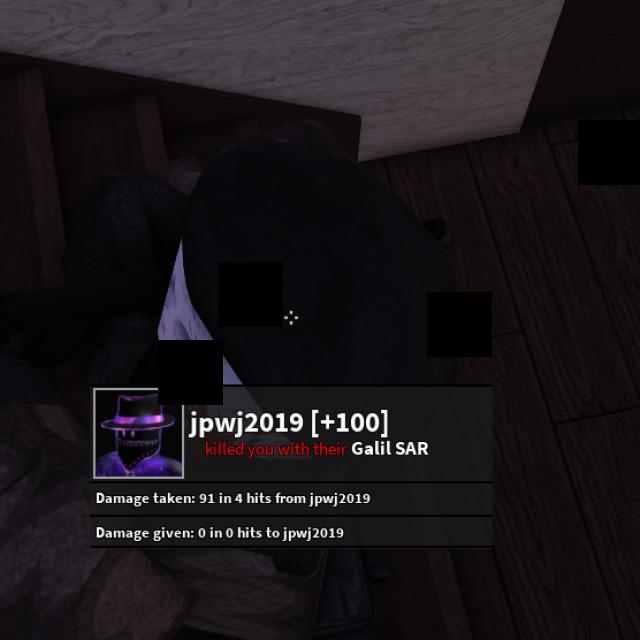 jpwj2019 [+100]
killed you with their Galil SAR
Damage taken: 91 in 4 hits from jpwj2019
Damage given: 0 in 0 hits to jpwj2019